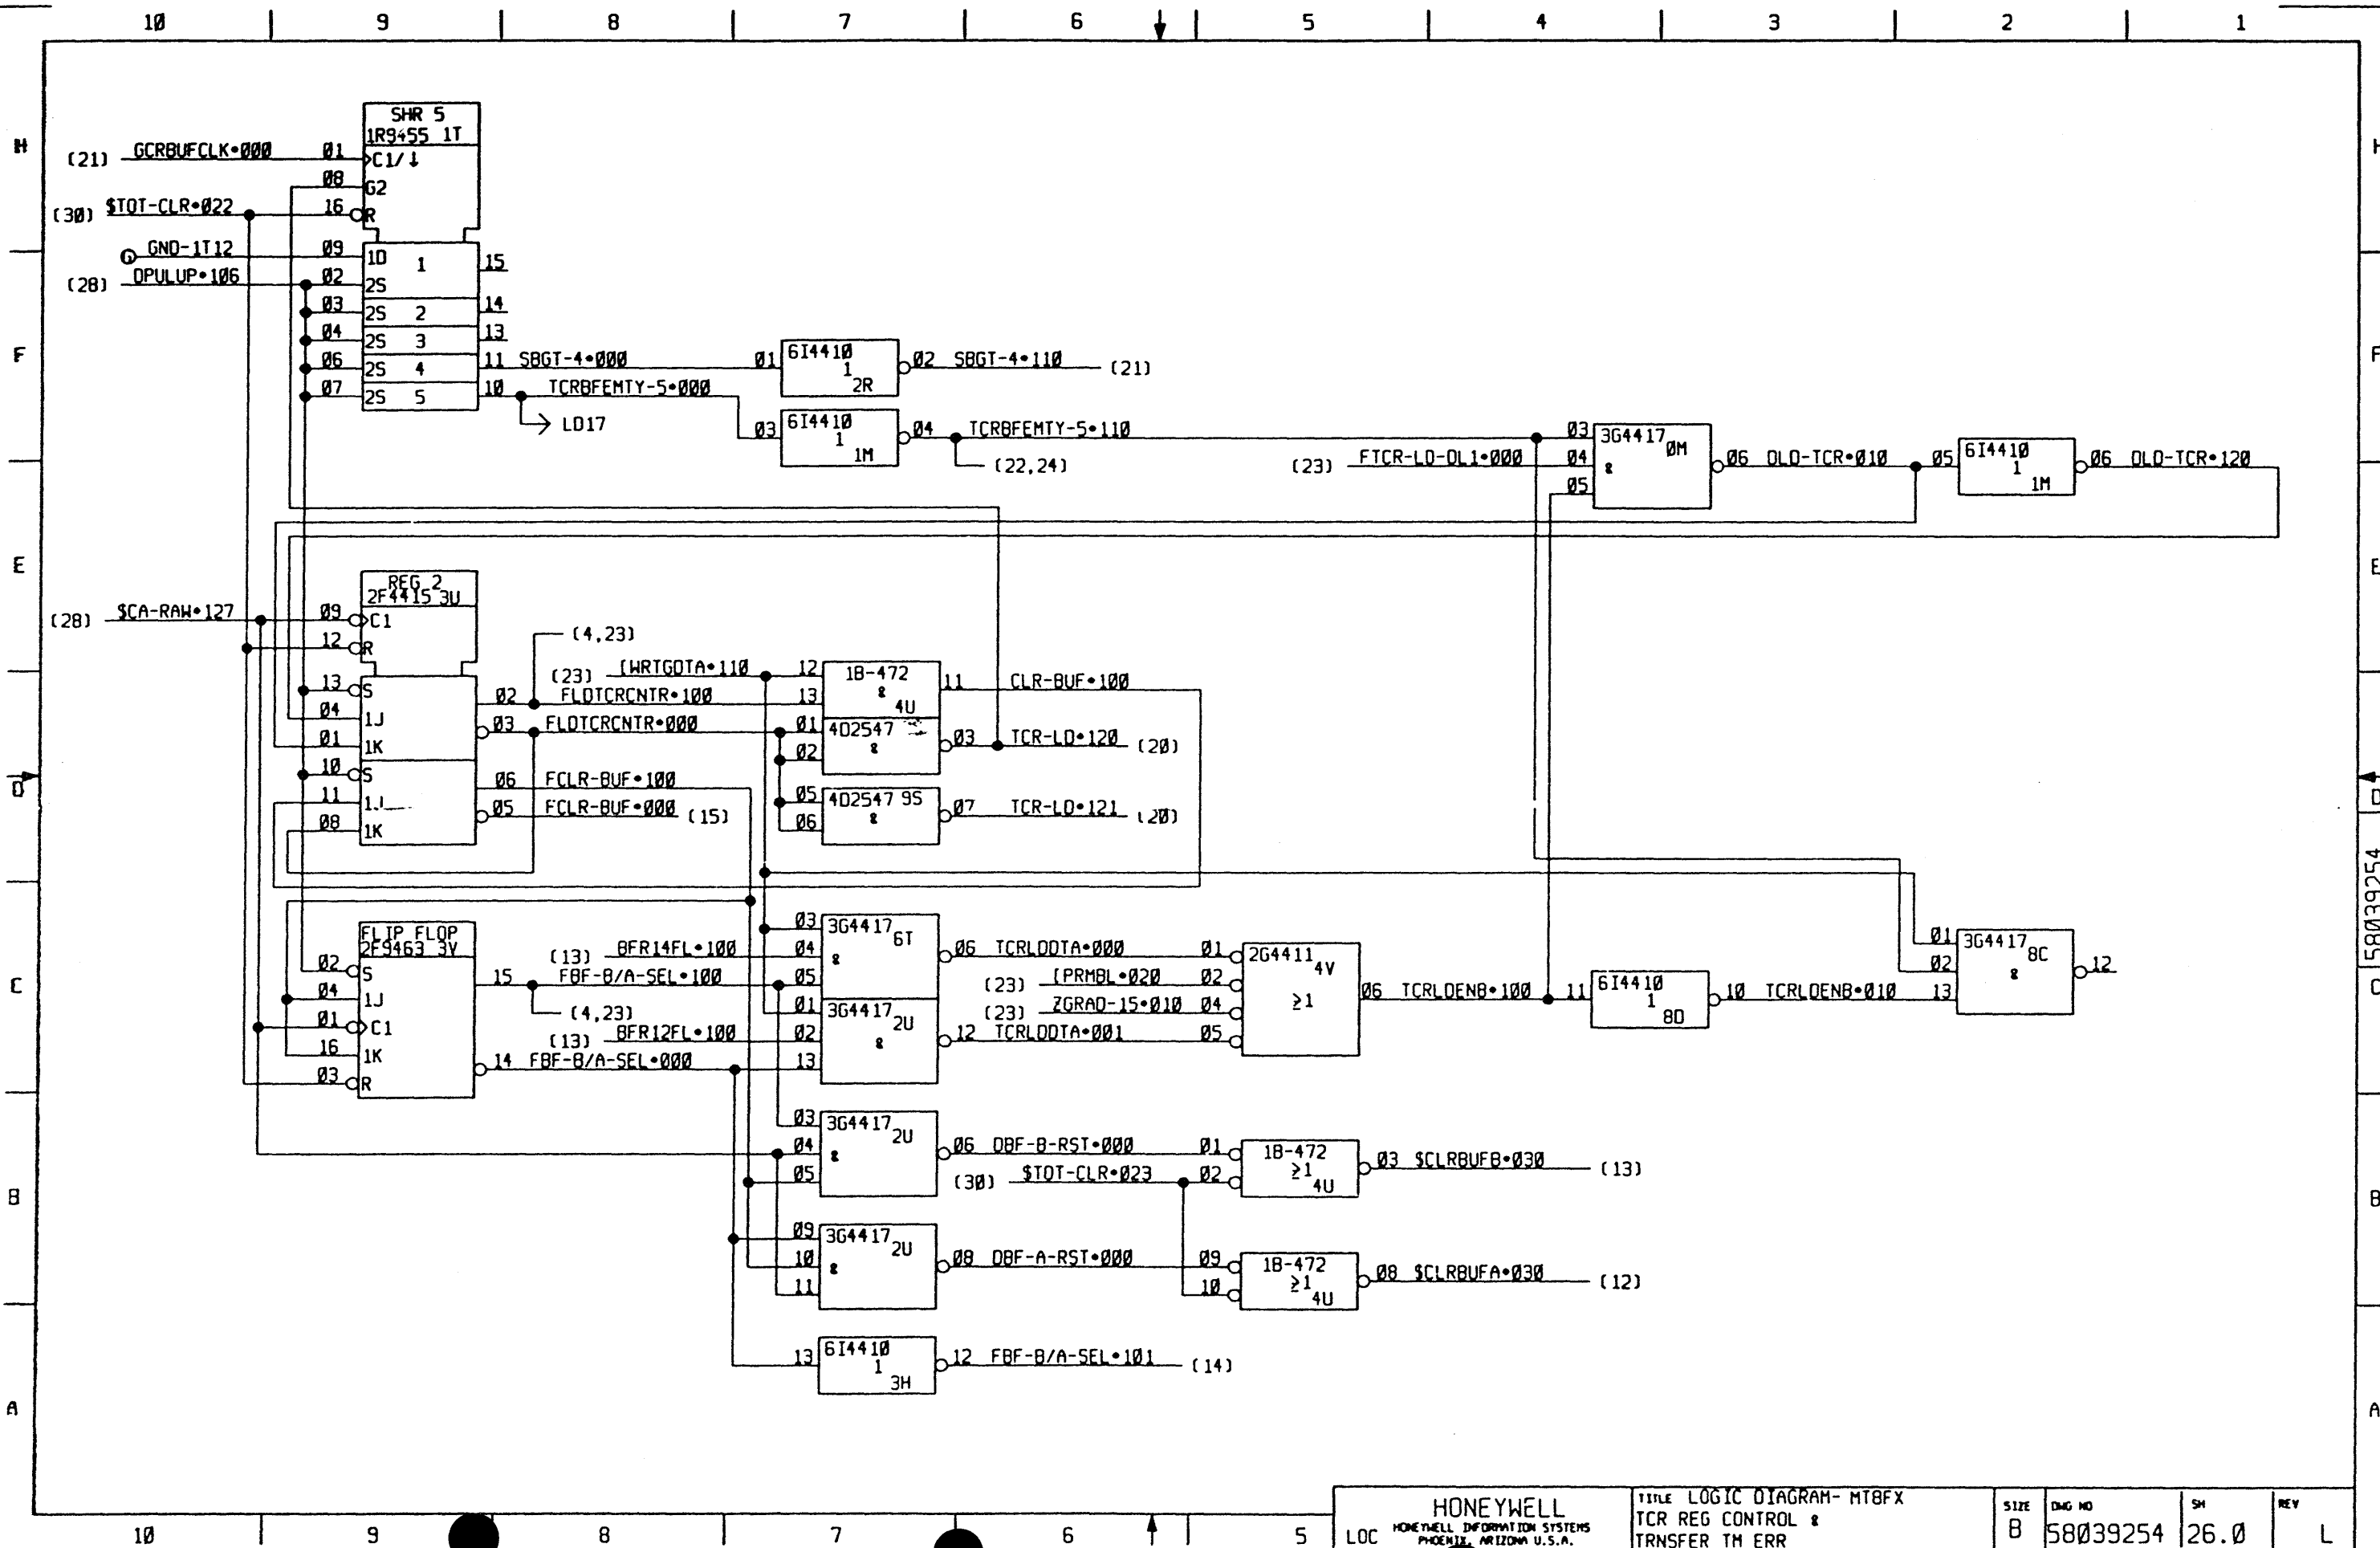 10 9 8 7 6 5 4 3 2 1
H H
SHR 5
1R9455 1T
(21) GCRBUFCLK•000 01 C1/↓
08 G2
(30) $TOT-CLR•022 16 R
G GND-1T12 09 1D 1 15
(28) DPULUP•106 02 2S
03 2S 2 14
04 2S 3 13
06 2S 4 11 SBGT-4•000 01 6I4410 1 2R 02 SBGT-4•110 (21)
07 2S 5 10 TCRBFEMTY-5•000
F F
LD17
03 6I4410 1 1M 04 TCRBFEMTY-5•110
(22,24)
03 3G4417 0M
(23) FTCR-LD-DL1•000 04 & 06 DLD-TCR•010 05 6I4410 1 1M 06 DLD-TCR•120
05
E E
REG 2
2F4415 3U
(28) $CA-RAW•127 09 C1
12 R
(4,23)
(23) [WRTGDTA•110 12 1B-472 & 4U 11 CLR-BUF•100
13 S 02 FLDTCRCNTR•100 13
04 1J 03 FLDTCRCNTR•000 01 4D2547 & 03 TCR-LD•120 (20)
01 1K 02
10 S 06 FCLR-BUF•100
11 1J 05 FCLR-BUF•000 (15)
08 1K
05 4D2547 9S & 07 TCR-LD•121 (20)
06
D D
58039254
FLIP FLOP
2F9463 3V
02 S
04 1J 15 FBF-B/A-SEL•100
01 C1 (4,23)
16 1K
03 R 14 FBF-B/A-SEL•000
C C
03 3G4417 6T
(13) BFR14FL•100 04 & 06 TCRLDDTA•000 01 2G4411 4V
05 (23) [PRMBL•020 02
01 3G4417 2U (23) ZGRAD-15•010 04 ≥1
(13) BFR12FL•100 02 & 12 TCRLDDTA•001 05
13
06 TCRLDENB•100 11 6I4410 1 8D 10 TCRLDENB•010 13
01 3G4417 8C
02 & 12
03 3G4417 2U
04 & 06 DBF-B-RST•000 01 1B-472 ≥1 4U 03 $CLRBUFB•030 (13)
05 (30) $TOT-CLR•023 02
B B
09 3G4417 2U
10 & 08 DBF-A-RST•000 09 1B-472 ≥1 4U 08 $CLRBUFA•030 (12)
11 10
13 6I4410 1 3H 12 FBF-B/A-SEL•101 (14)
A A
10 9 8 7 6 5
LOC
HONEYWELL
HONEYWELL INFORMATION SYSTEMS
PHOENIX, ARIZONA U.S.A.
TITLE LOGIC DIAGRAM- MT8FX
TCR REG CONTROL &
TRNSFER TM ERR
SIZE B
DWG NO 58039254
SH 26.0
REV L